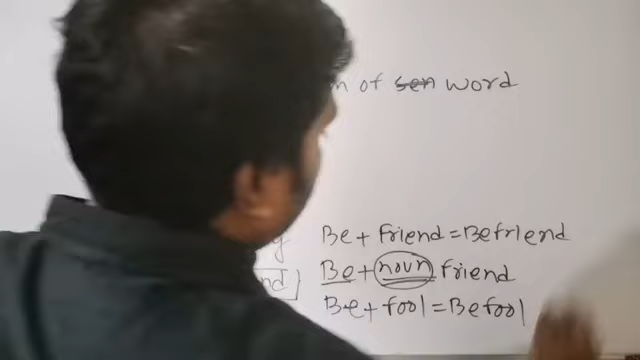 of sen word
Be + Friend = Befriend
Be + noun friend
Be + fool = Befool